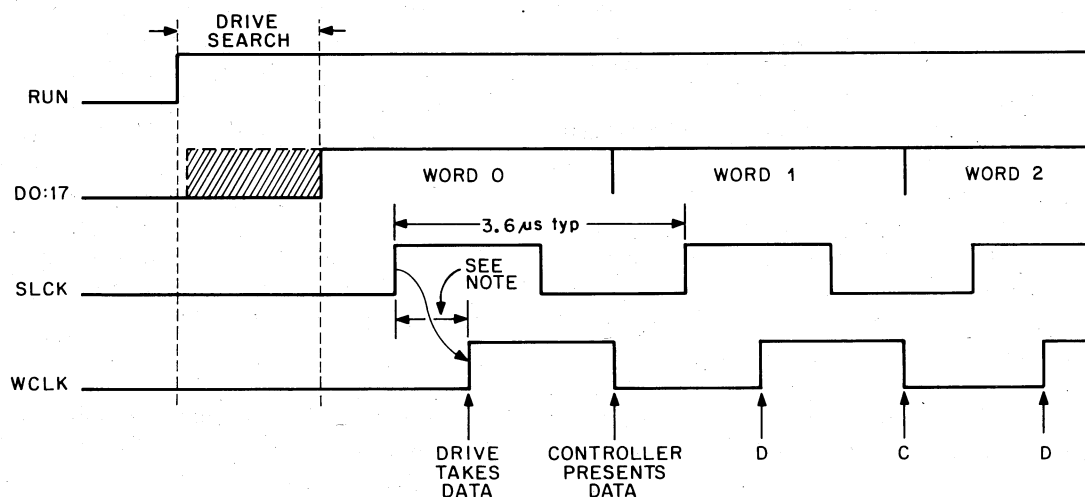 DRIVE
SEARCH
RUN
DO:17
WORD 0
WORD 1
WORD 2
3.6 µs typ
SLCK
SEE
NOTE
WCLK
DRIVE
TAKES
DATA
CONTROLLER
PRESENTS
DATA
D
C
D